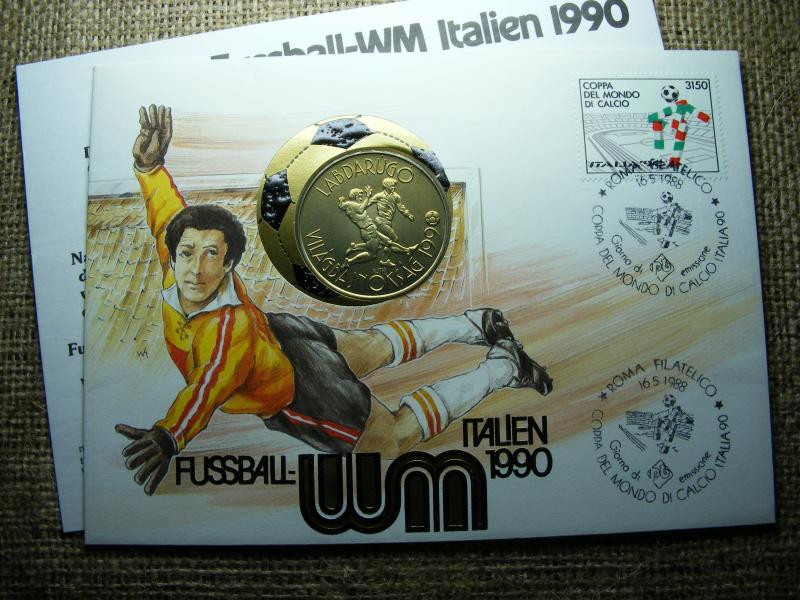 Fussball-WM Italien 1990
Na
Fu
COPPA
DEL MONDO
DI CALCIO
3150
ITALIA
ROMA FILATELICO
16 5 1988
Giorno di emissione
COPPA DEL MONDO DI CALCIO ITALIA 90
LABDARÚGÓ
VILÁGBAJNOKSÁG 1990
ROMA FILATELICO
16 5 1988
Giorno di emissione
COPPA DEL MONDO DI CALCIO ITALIA 90
FUSSBALL-
WM
ITALIEN
1990